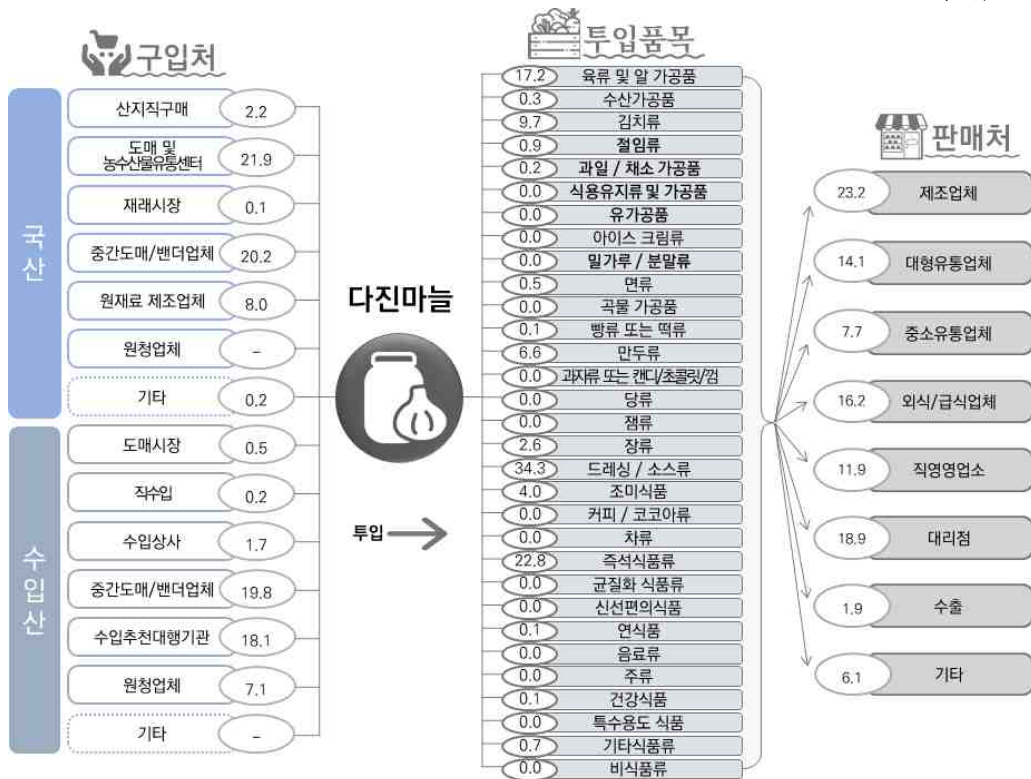 구입처
국산
산지직구매 2.2
도매 및
농수산물유통센터 21.9
재래시장 0.1
중간도매/밴더업체 20.2
원재료 제조업체 8.0
원청업체 -
기타 0.2
수입산
도매시장 0.5
직수입 0.2
수입상사 1.7
중간도매/밴더업체 19.8
수입추천대행기관 18.1
원청업체 7.1
기타 -
다진마늘
투입
투입품목
17.2 육류 및 알 가공품
0.3 수산가공품
9.7 김치류
0.9 절임류
0.2 과일 / 채소 가공품
0.0 식용유지류 및 가공품
0.0 유가공품
0.0 아이스 크림류
0.0 밀가루 / 분말류
0.5 면류
0.0 곡물 가공품
0.1 빵류 또는 떡류
6.6 만두류
0.0 과자류 또는 캔디/초콜릿/껌
0.0 당류
0.0 잼류
2.6 장류
34.3 드레싱 / 소스류
4.0 조미식품
0.0 커피 / 코코아류
0.0 차류
22.8 즉석식품류
0.0 균질화 식품류
0.0 신선편의식품
0.1 연식품
0.0 음료류
0.0 주류
0.1 건강식품
0.0 특수용도 식품
0.7 기타식품류
0.0 비식품류
판매처
23.2 제조업체
14.1 대형유통업체
7.7 중소유통업체
16.2 외식/급식업체
11.9 직영영업소
18.9 대리점
1.9 수출
6.1 기타